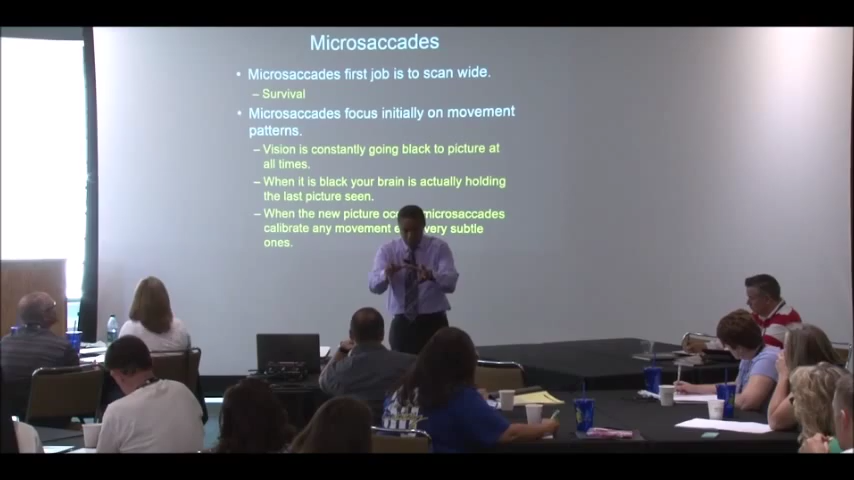 Microsaccades
• Microsaccades first job is to scan wide.
– Survival
• Microsaccades focus initially on movement
patterns.
– Vision is constantly going black to picture at
all times.
– When it is black your brain is actually holding
the last picture seen.
– When the new picture microsaccades
calibrate any movement very subtle
ones.